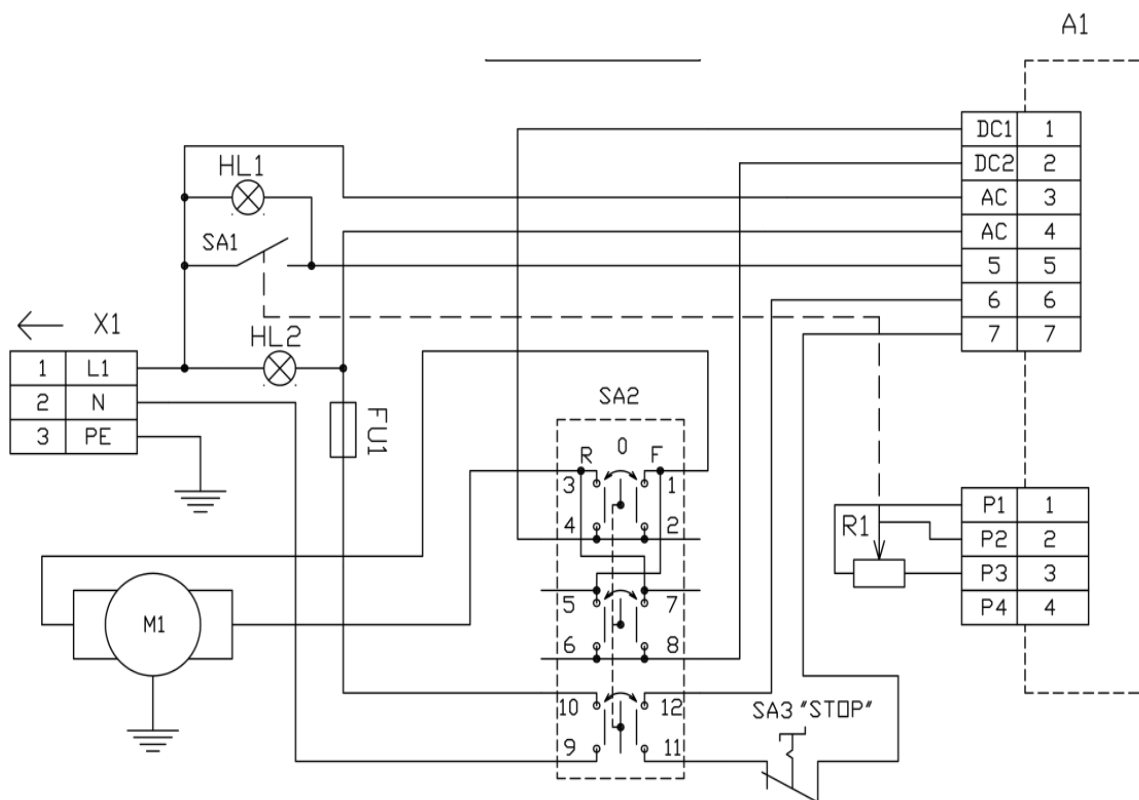 A1
DC1 1
DC2 2
AC 3
AC 4
5 5
6 6
7 7
HL1
SA1
X1
HL2
1 L1
2 N
3 PE
FU1
SA2
R 0 F
3 1
4 2
5 7
6 8
10 12
9 11
M1
R1
P1 1
P2 2
P3 3
P4 4
SA3 "STOP"